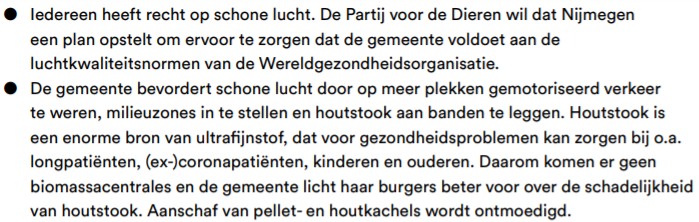 ● Iedereen heeft recht op schone lucht. De Partij voor de Dieren wil dat Nijmegen
een plan opstelt om ervoor te zorgen dat de gemeente voldoet aan de
luchtkwaliteitsnormen van de Wereldgezondheidsorganisatie.
● De gemeente bevordert schone lucht door op meer plekken gemotoriseerd verkeer
te weren, milieuzones in te stellen en houtstook aan banden te leggen. Houtstook is
een enorme bron van ultrafijnstof, dat voor gezondheidsproblemen kan zorgen bij o.a.
longpatiënten, (ex-)coronapatiënten, kinderen en ouderen. Daarom komen er geen
biomassacentrales en de gemeente licht haar burgers beter voor over de schadelijkheid
van houtstook. Aanschaf van pellet- en houtkachels wordt ontmoedigd.